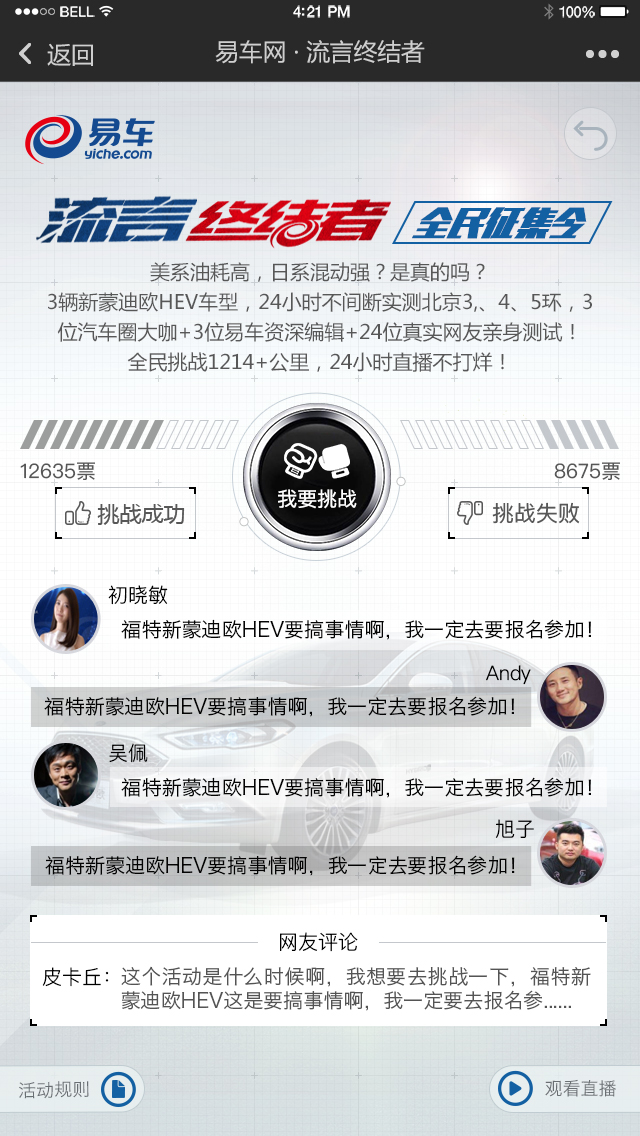 BELL 4:21 PM 100%
返回 易车网 · 流言终结者
易车
yiche.com
流言终结者 全民征集令
美系油耗高，日系混动强？是真的吗？
3辆新蒙迪欧HEV车型，24小时不间断实测北京3,、4、5环，3
位汽车圈大咖+3位易车资深编辑+24位真实网友亲身测试！
全民挑战1214+公里，24小时直播不打烊！
12635票
我要挑战
8675票
挑战成功
挑战失败
初晓敏
福特新蒙迪欧HEV要搞事情啊，我一定去要报名参加！
Andy
福特新蒙迪欧HEV要搞事情啊，我一定去要报名参加！
吴佩
福特新蒙迪欧HEV要搞事情啊，我一定去要报名参加！
旭子
福特新蒙迪欧HEV要搞事情啊，我一定去要报名参加！
网友评论
皮卡丘：这个活动是什么时候啊，我想要去挑战一下，福特新
蒙迪欧HEV这是要搞事情啊，我一定要去报名参......
活动规则
观看直播